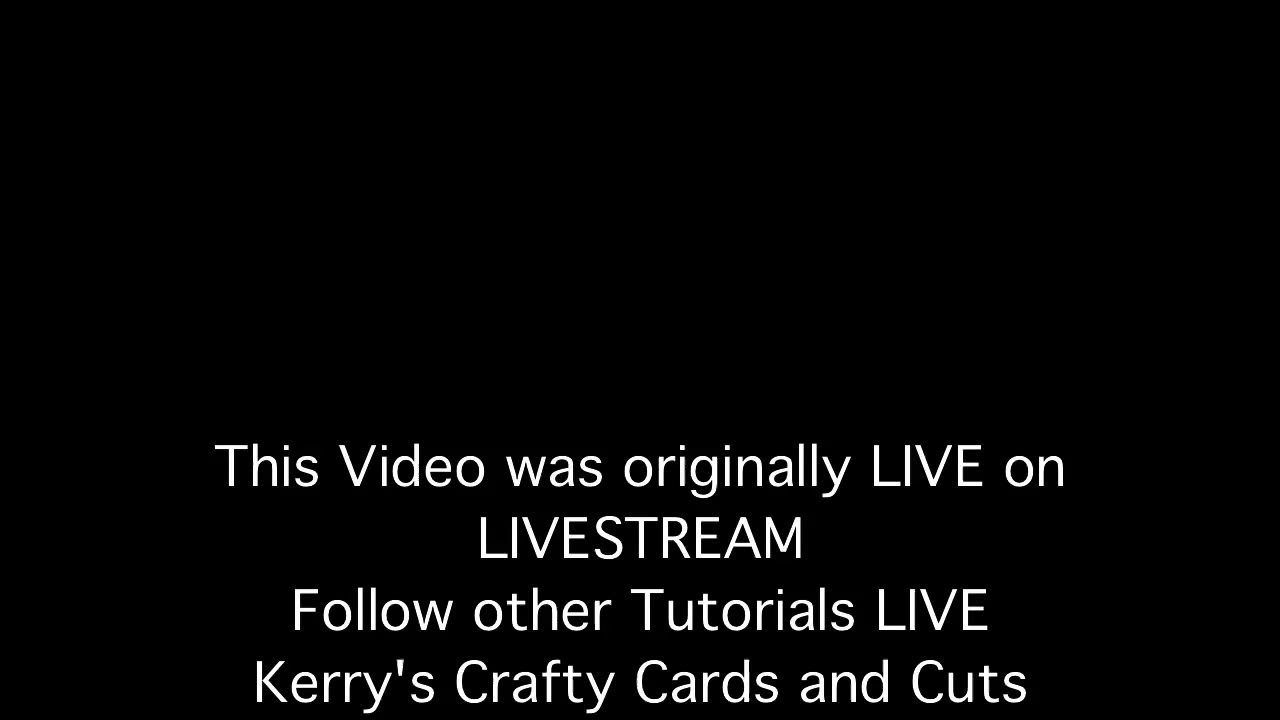 This Video was originally LIVE on
LIVESTREAM
Follow other Tutorials LIVE
Kerry's Crafty Cards and Cuts